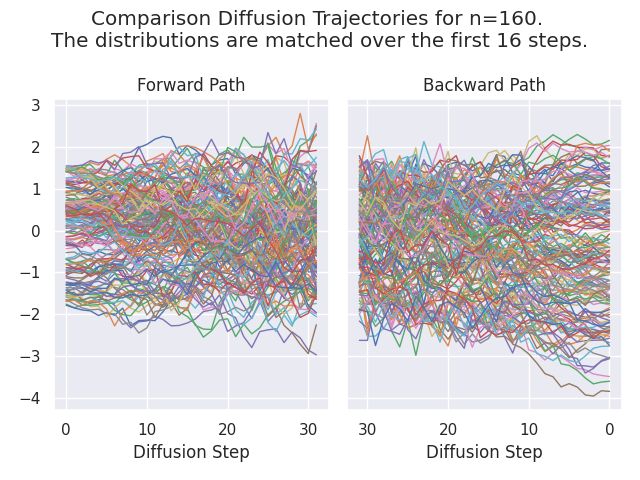 Comparison Diffusion Trajectories for n=160.
The distributions are matched over the first 16 steps.
Forward Path
Backward Path
3
2
1
0
−1
−2
−3
−4
0 10 20 30
30 20 10 0
Diffusion Step
Diffusion Step